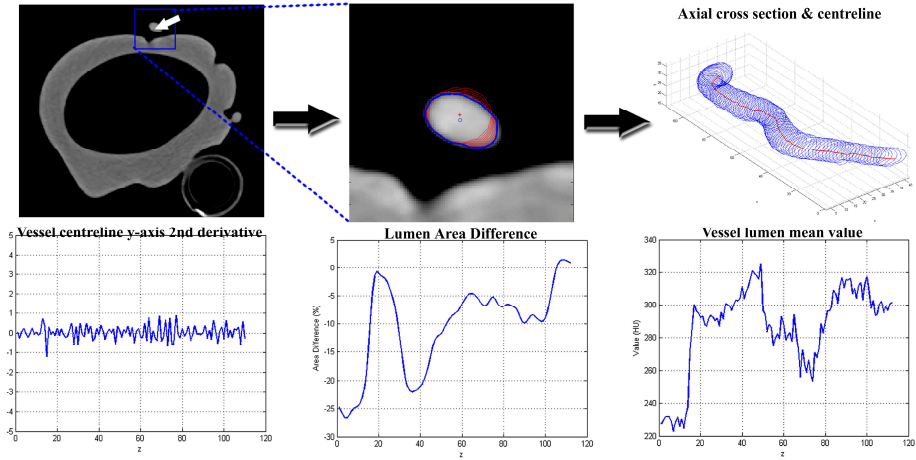 Axial cross section & centreline
Vessel centreline y-axis 2nd derivative
5
4
3
2
1
0
-1
-2
-3
-4
-5
0 20 40 60 80 100 120
z
Lumen Area Difference
Area Difference (%)
5
0
-5
-10
-15
-20
-25
-30
0 20 40 60 80 100 120
z
Vessel lumen mean value
Value (HU)
340
320
300
280
260
240
220
0 20 40 60 80 100 120
z